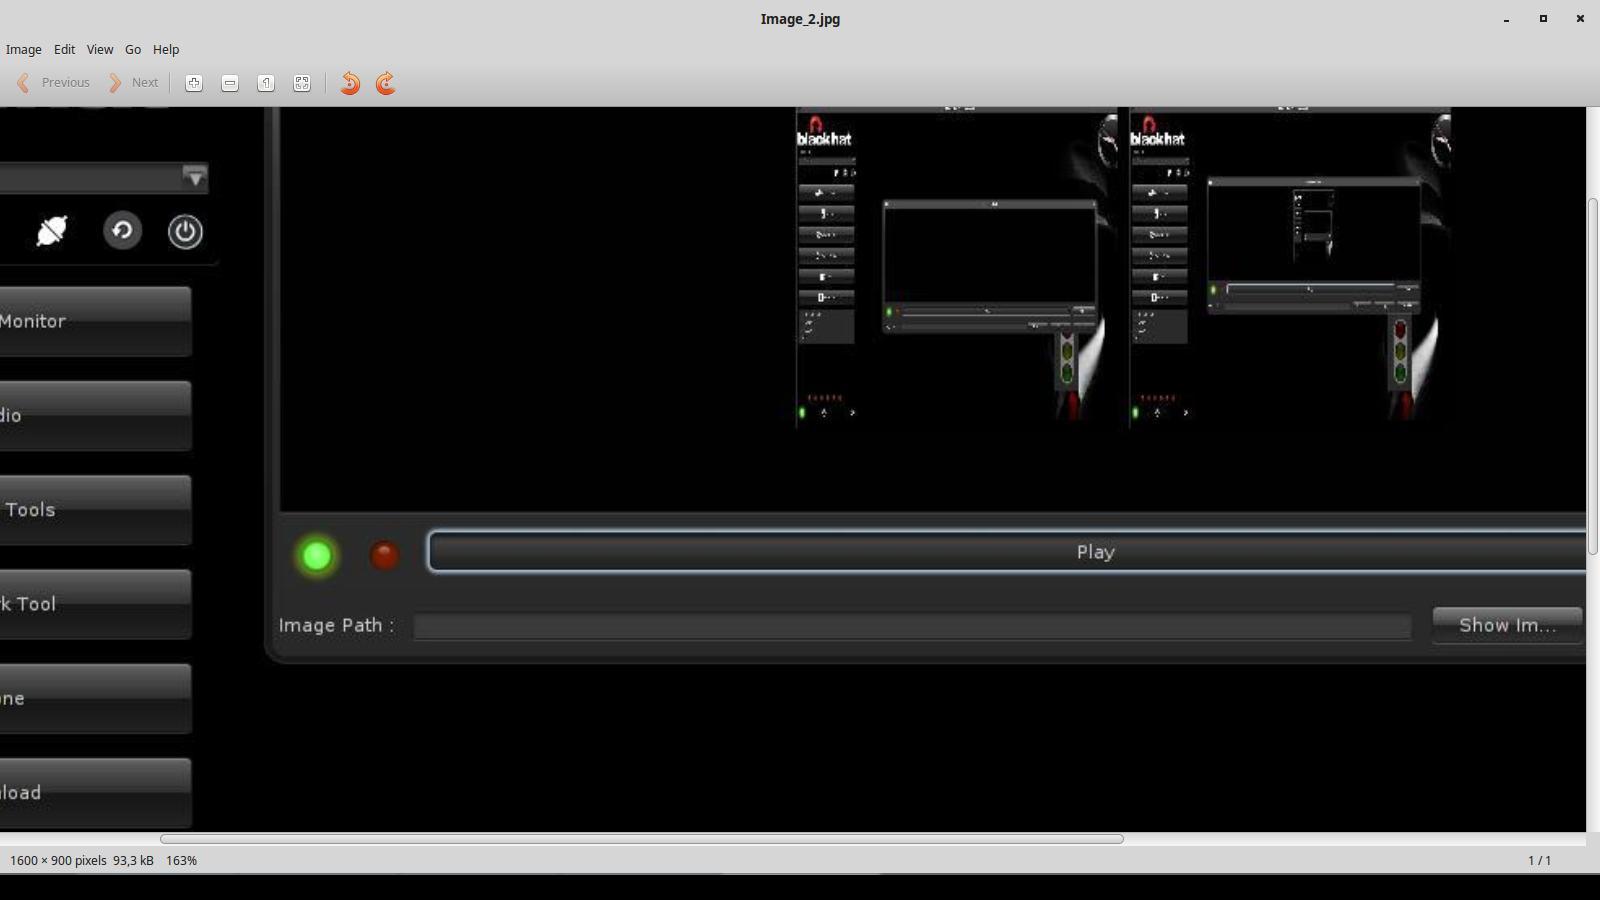 Image_2.jpg
Image Edit View Go Help
Previous Next
blackhat blackhat
Monitor
dio
Tools
Play
k Tool
Image Path :
Show Im...
ne
load
1600 × 900 pixels 93,3 kB 163%
1 / 1